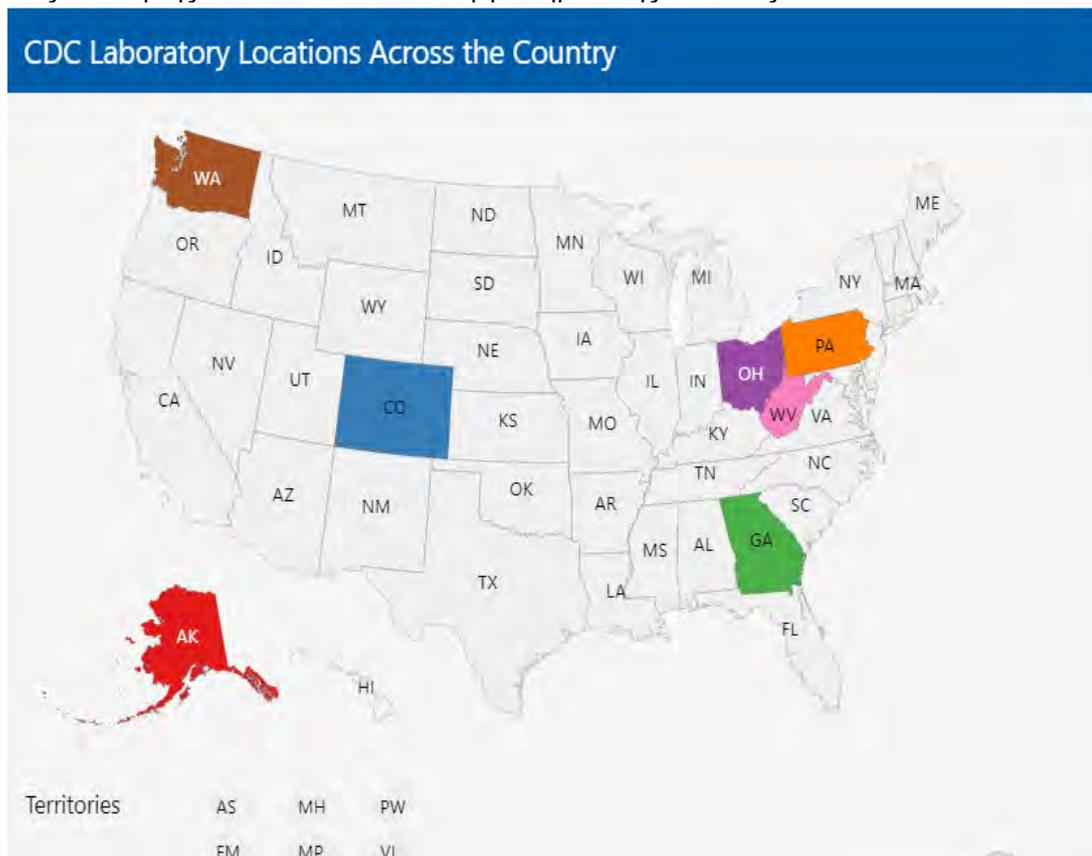 CDC Laboratory Locations Across the Country
WA
MT
ND
ME
OR
ID
MN
SD
WI
MI
NY
MA
WY
IA
NE
PA
NV
UT
CO
IL
IN
OH
CA
KS
MO
WV
VA
KY
NC
TN
AZ
NM
OK
AR
SC
MS
AL
GA
TX
LA
FL
AK
HI
Territories AS MH PW
FM MP VI